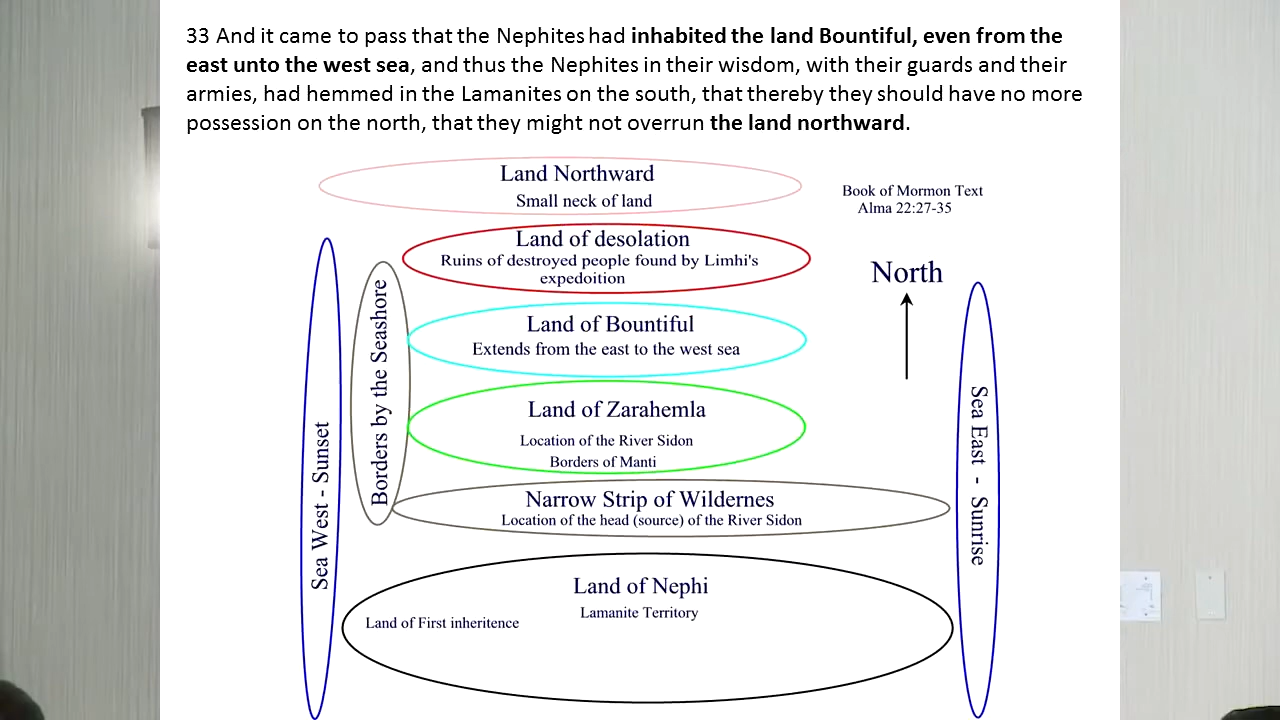 33 And it came to pass that the Nephites had inhabited the land Bountiful, even from the
east unto the west sea, and thus the Nephites in their wisdom, with their guards and their
armies, had hemmed in the Lamanites on the south, that thereby they should have no more
possession on the north, that they might not overrun the land northward.
Land Northward
Small neck of land
Book of Mormon Text
Alma 22:27-35
Land of desolation
Ruins of destroyed people found by Limhi's
expedoition
North
Land of Bountiful
Extends from the east to the west sea
Land of Zarahemla
Location of the River Sidon
Borders of Manti
Narrow Strip of Wildernes
Location of the head (source) of the River Sidon
Land of Nephi
Lamanite Territory
Land of First inheritence
Sea West - Sunset
Borders by the Seashore
Sea East - Sunrise